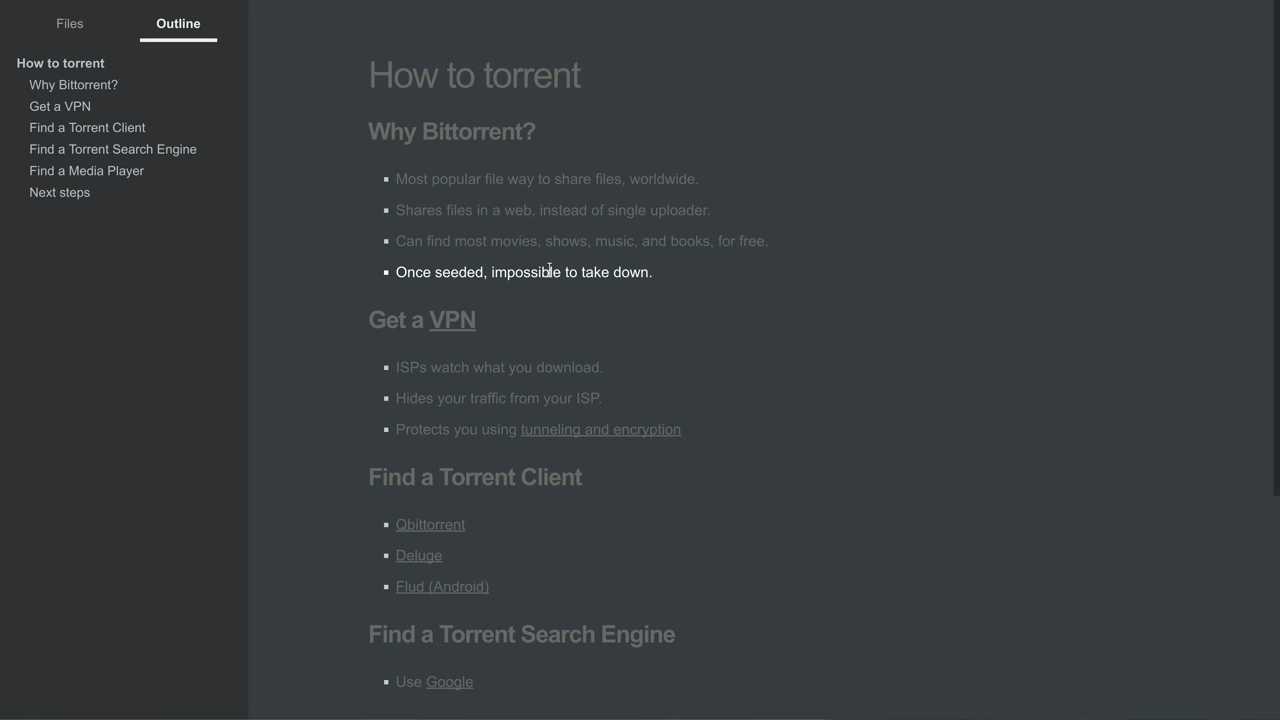 Files
Outline
How to torrent
Why Bittorrent?
Get a VPN
Find a Torrent Client
Find a Torrent Search Engine
Find a Media Player
Next steps
How to torrent
Why Bittorrent?
Most popular file way to share files, worldwide.
Shares files in a web, instead of single uploader.
Can find most movies, shows, music, and books, for free.
Once seeded, impossible to take down.
Get a VPN
ISPs watch what you download.
Hides your traffic from your ISP.
Protects you using tunneling and encryption
Find a Torrent Client
Qbittorrent
Deluge
Flud (Android)
Find a Torrent Search Engine
Use Google